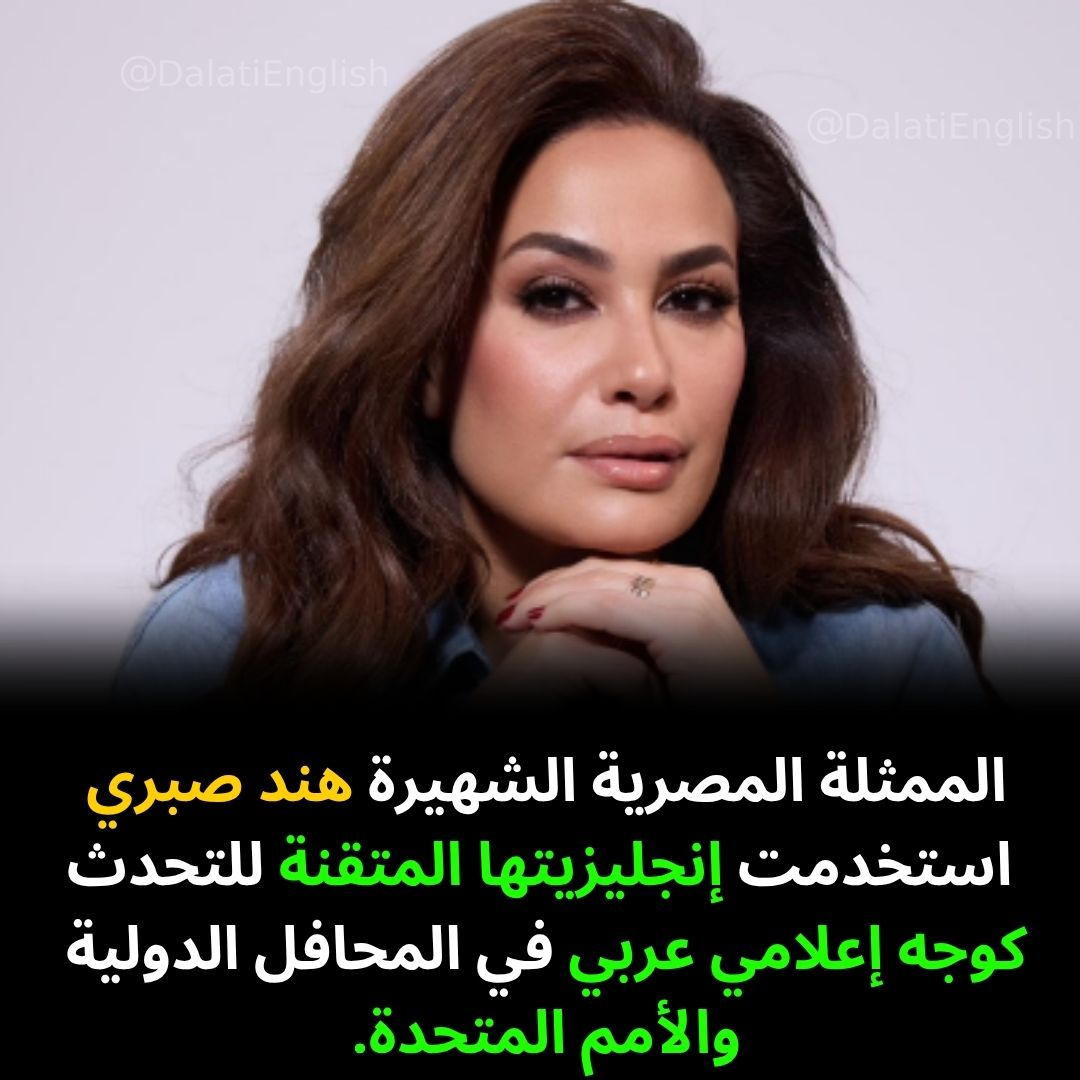 @DalatiEnglish
@DalatiEnglish
الممثلة المصرية الشهيرة هند صبري
استخدمت إنجليزيتها المتقنة للتحدث
كوجه إعلامي عربي في المحافل الدولية
والأمم المتحدة.